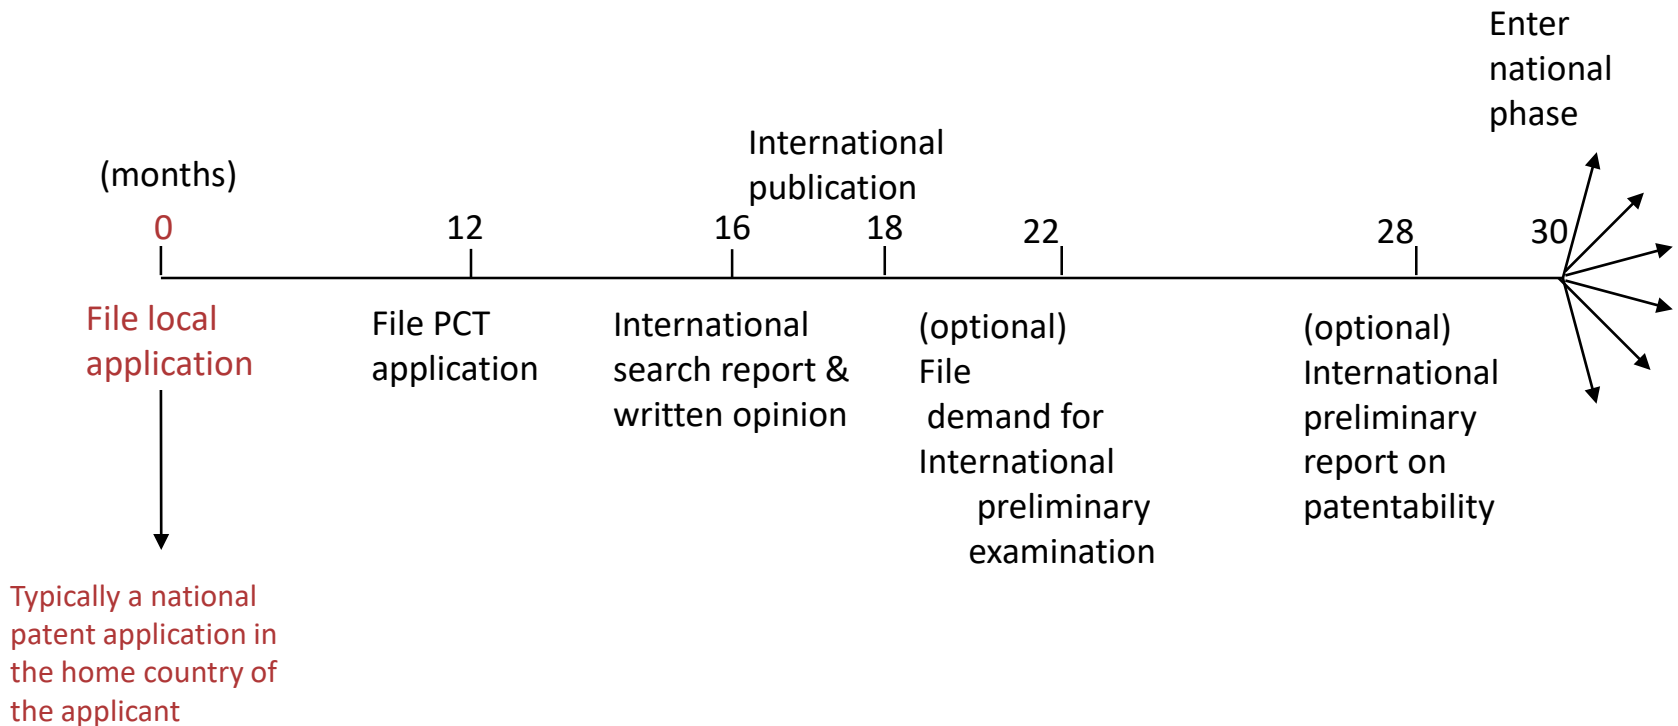 Enter
national
phase
International
publication
(months)
0
12
16
18
22
28
30
File local
application
File PCT
application
International
search report &
written opinion
(optional)
File
demand for
International
preliminary
examination
(optional)
International
preliminary
report on
patentability
Typically a national
patent application in
the home country of
the applicant